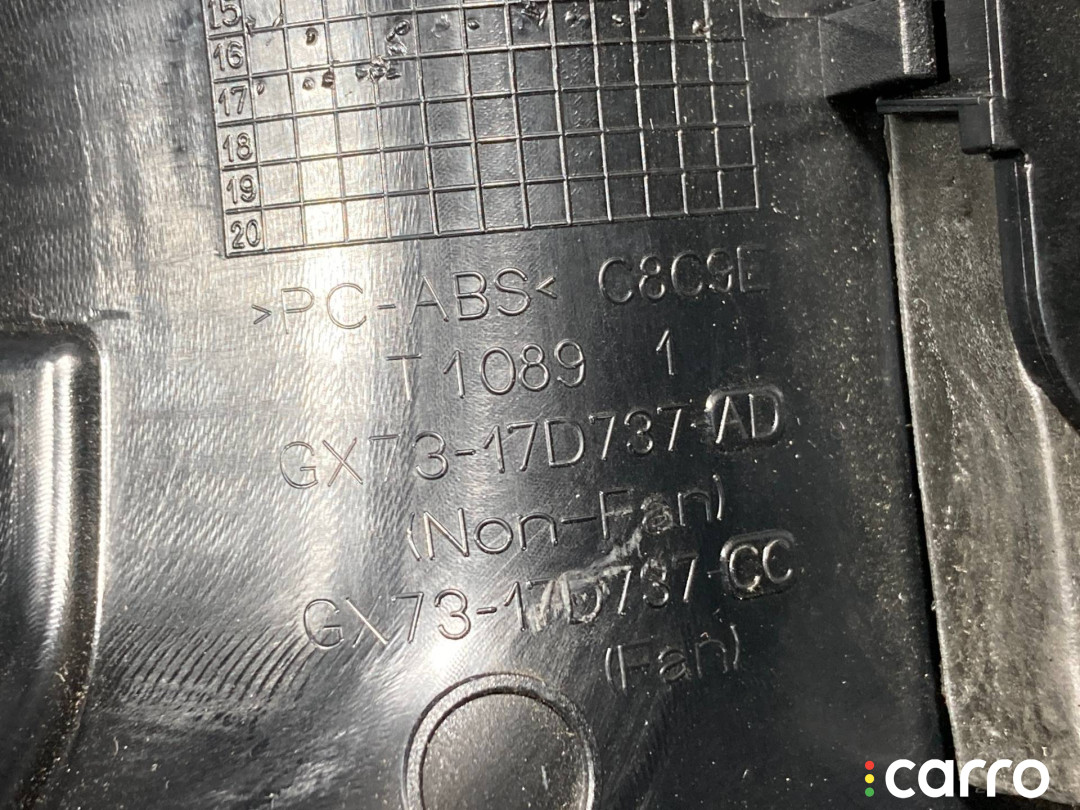 15
16
17
18
19
20
>PC-ABS< C8C9E
T1089 1
GX73-17D737-AD
(Non-Fan)
GX73-17D737-CC
(Fan)
carro